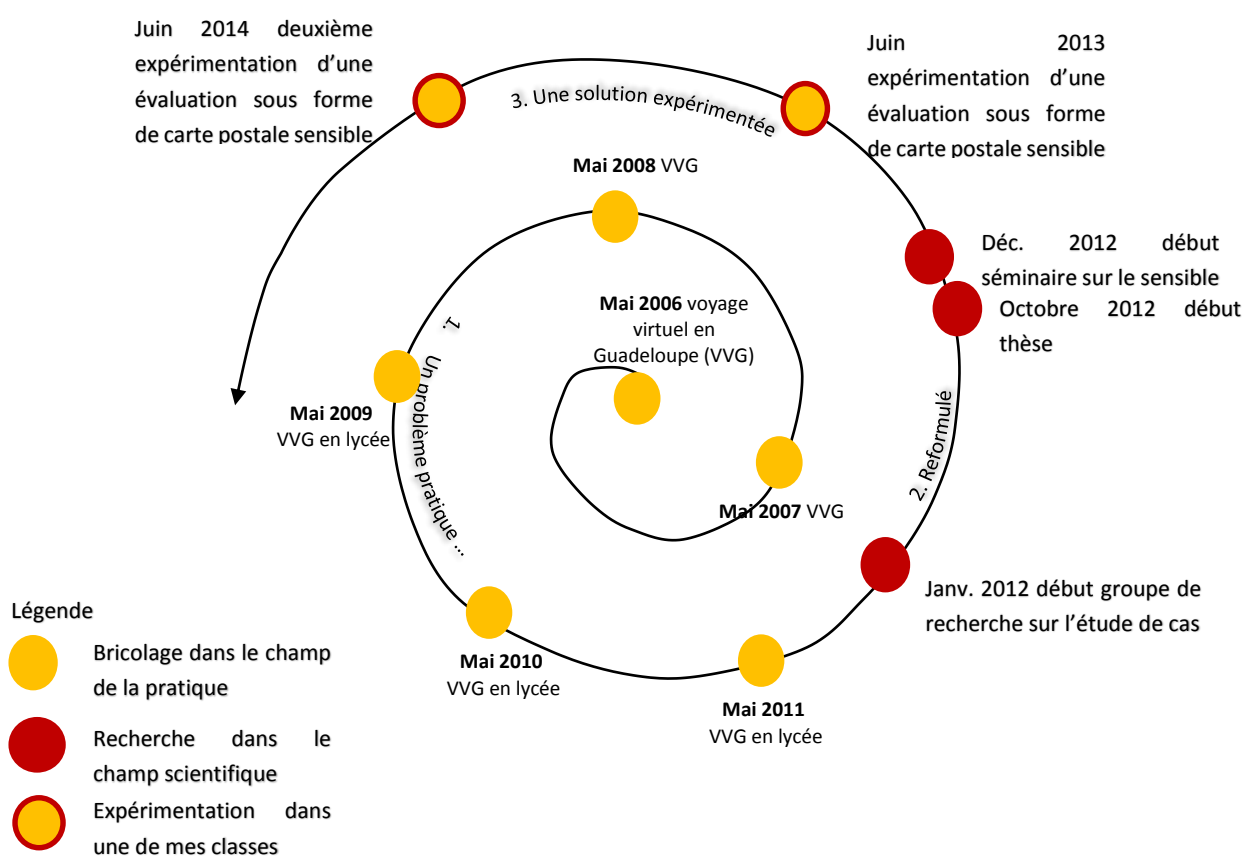 Juin 2014 deuxième
expérimentation d'une
évaluation sous forme
de carte postale sensible
Juin 2013
expérimentation d'une
évaluation sous forme
de carte postale sensible
3. Une solution expérimentée
Mai 2008 VVG
Déc. 2012 début
séminaire sur le sensible
Octobre 2012 début
thèse
Mai 2006 voyage
virtuel en
Guadeloupe (VVG)
1. Un problème pratique ...
Mai 2009
VVG en lycée
2. Reformulé
Mai 2007 VVG
Janv. 2012 début groupe de
recherche sur l'étude de cas
Mai 2010
VVG en lycée
Mai 2011
VVG en lycée
Légende
Bricolage dans le champ
de la pratique
Recherche dans le
champ scientifique
Expérimentation dans
une de mes classes